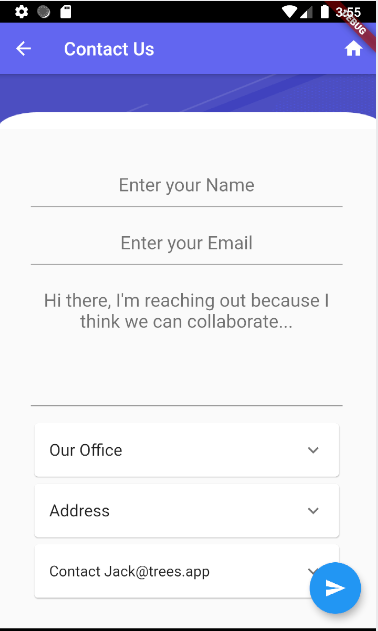 3:55
DEBUG
Contact Us
Enter your Name
Enter your Email
Hi there, I'm reaching out because I
think we can collaborate...
Our Office
Address
Contact Jack@trees.app